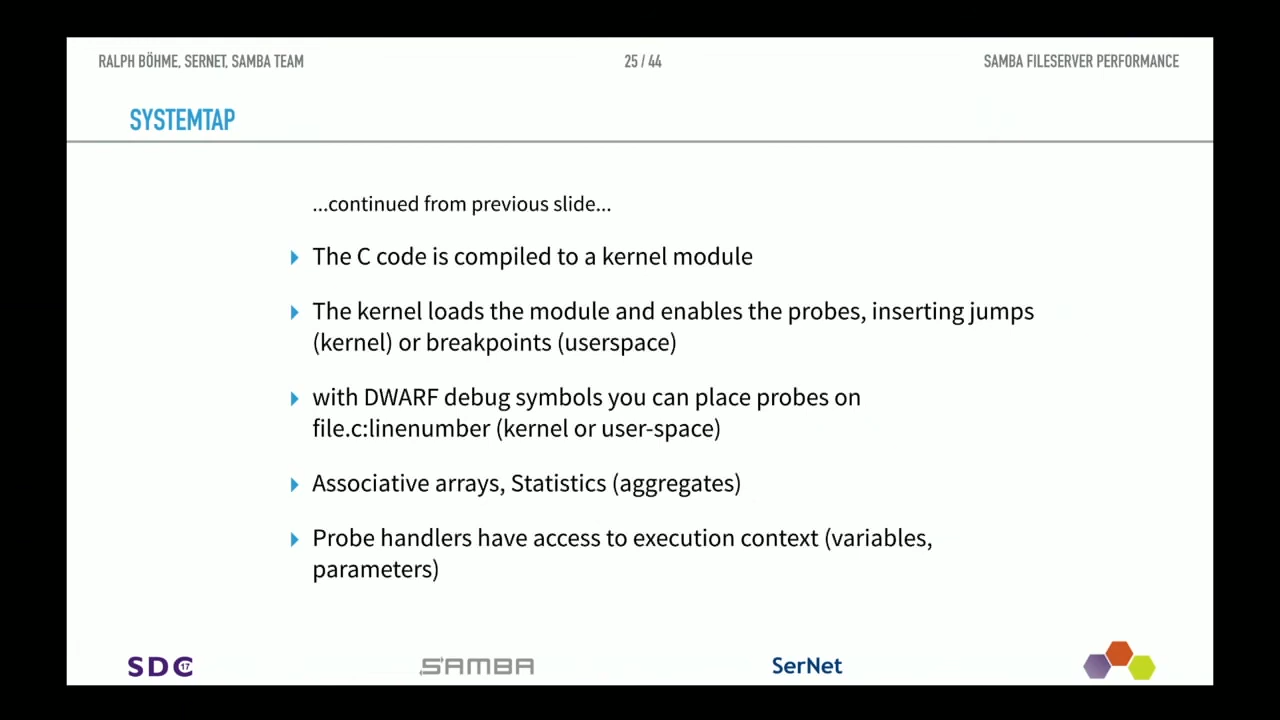 RALPH BÖHME, SERNET, SAMBA TEAM
25 / 44
SAMBA FILESERVER PERFORMANCE
SYSTEMTAP
...continued from previous slide...
The C code is compiled to a kernel module
The kernel loads the module and enables the probes, inserting jumps
(kernel) or breakpoints (userspace)
with DWARF debug symbols you can place probes on
file.c:linenumber (kernel or user-space)
Associative arrays, Statistics (aggregates)
Probe handlers have access to execution context (variables,
parameters)
SDC 17
SAMBA
SerNet